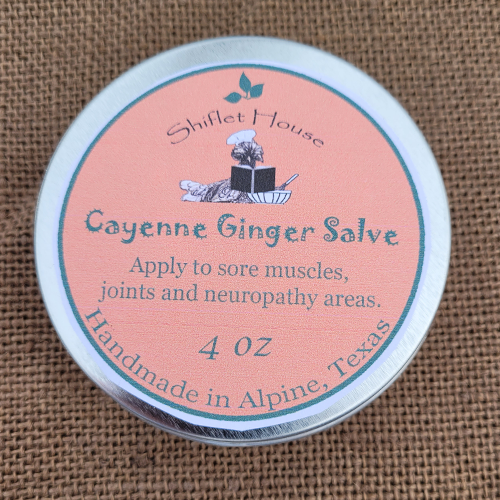 Shiflet House
Cayenne Ginger Salve
Apply to sore muscles,
joints and neuropathy areas.
4 oz
Handmade in Alpine, Texas